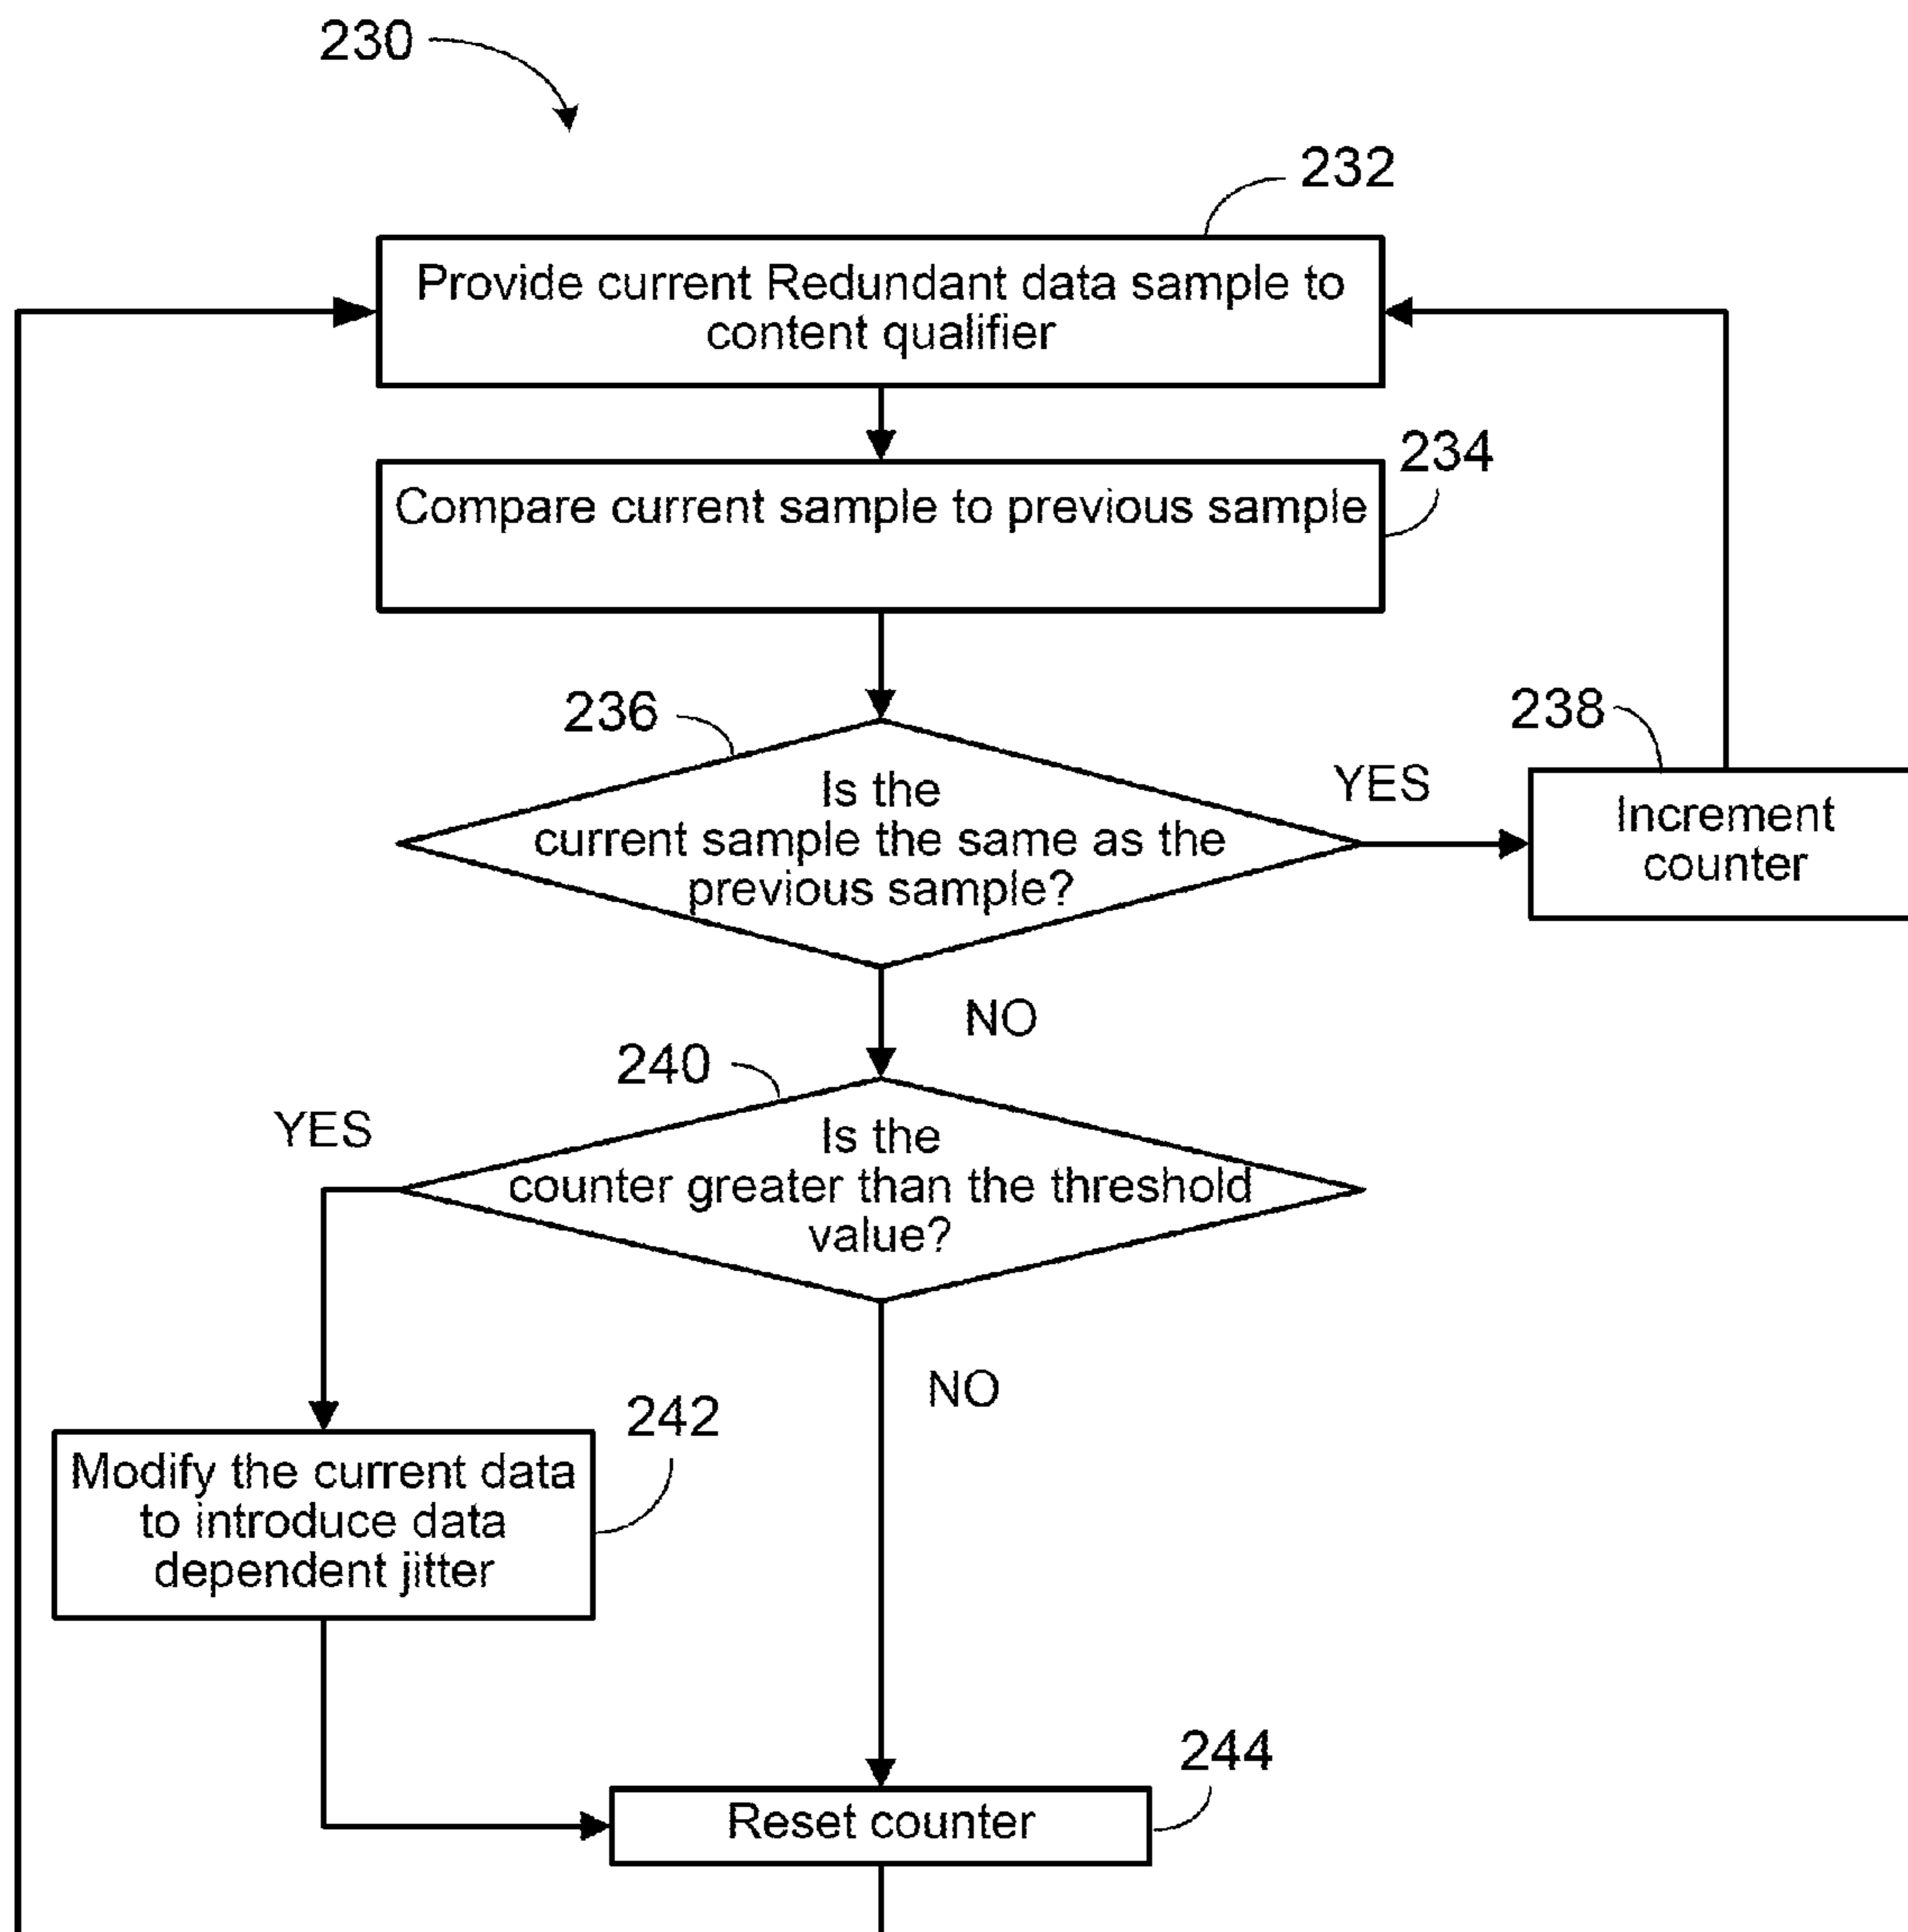 230
232
Provide current Redundant data sample to
content qualifier
234
Compare current sample to previous sample
236
Is the
current sample the same as the
previous sample?
YES
238
Increment
counter
NO
240
YES
Is the
counter greater than the threshold
value?
NO
242
Modify the current data
to introduce data
dependent jitter
244
Reset counter